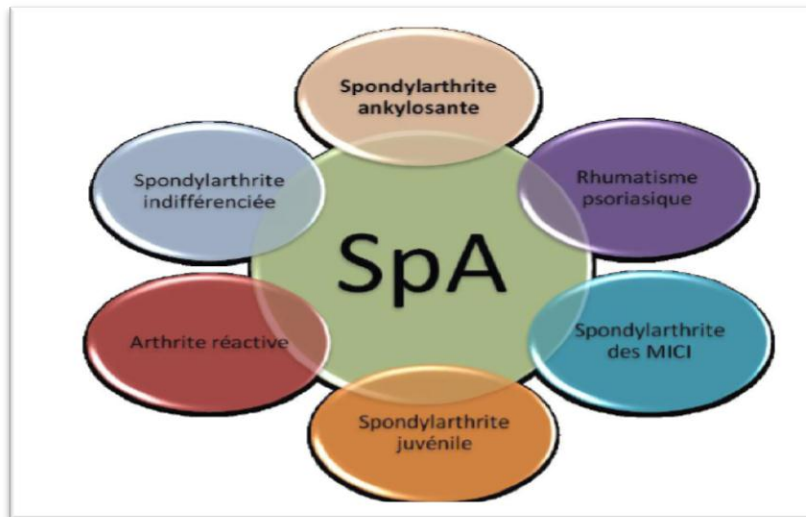 Spondylarthrite
ankylosante
Rhumatisme
psoriasique
Spondylarthrite
des MICI
Spondylarthrite
juvénile
Arthrite réactive
Spondylarthrite
indifférenciée
SpA